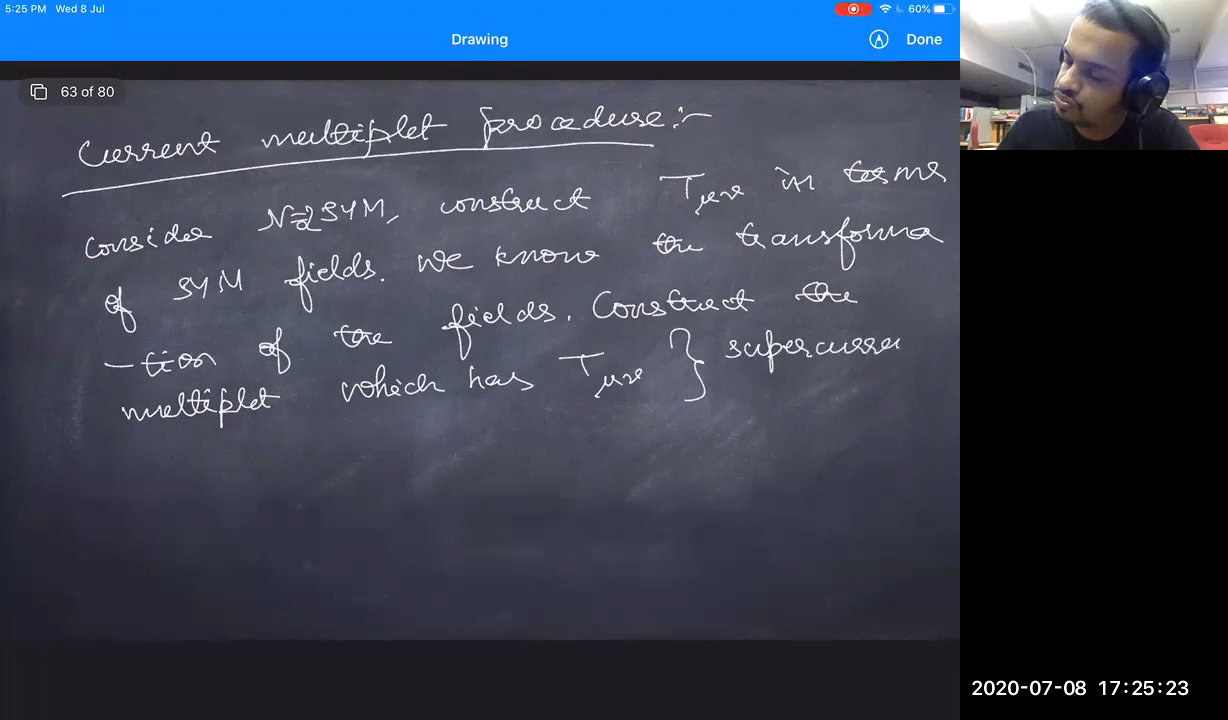 5:25 PM Wed 8 Jul
60%
Drawing
Done
63 of 80
Current multiplet procedure:-
consider N=2 SYM, construct Tμν in terms
of SYM fields. We know the transforma
-tion of the fields. Construct the
multiplet which has Tμν } supercurre
2020-07-08 17:25:23